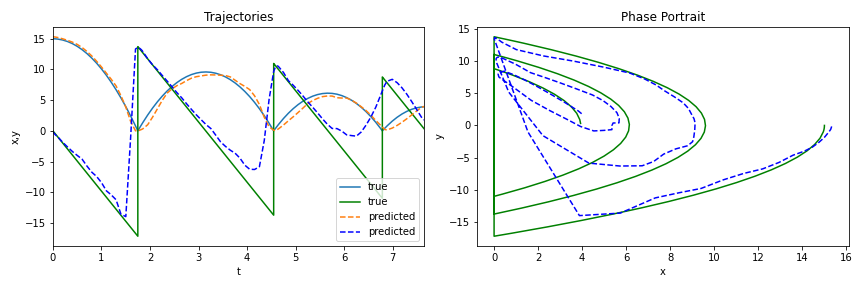 Trajectories
x,y
15
10
5
0
−5
−10
−15
0 1 2 3 4 5 6 7
t
true
true
predicted
predicted
Phase Portrait
y
15
10
5
0
−5
−10
−15
0 2 4 6 8 10 12 14 16
x